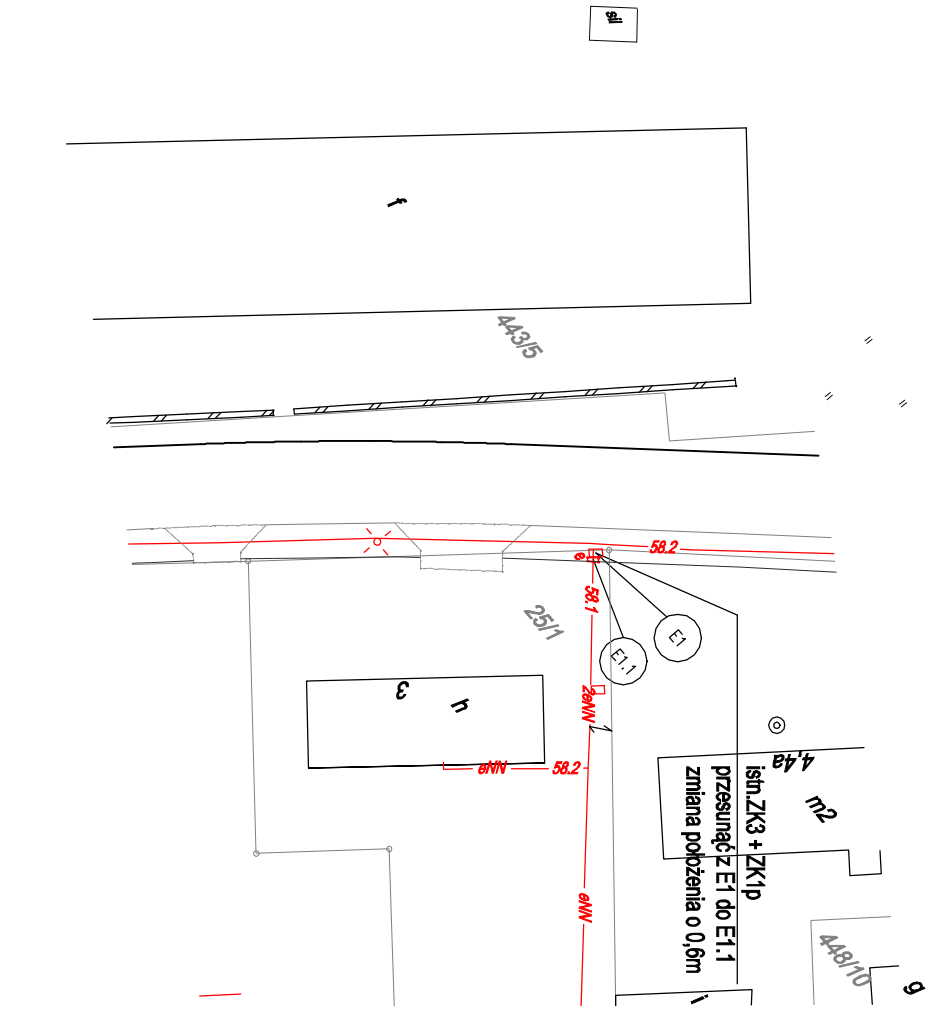 sil
f
443/5
58.2
e
58.1
25/1
E1
E1.1
3
h
2eNN
eNN
58.2
4,4a
m2
istn.ZK3 + ZK1p
przesunąć z E1 do E1.1
zmiana położenia o 0,6m
eNN
448/10
g
i